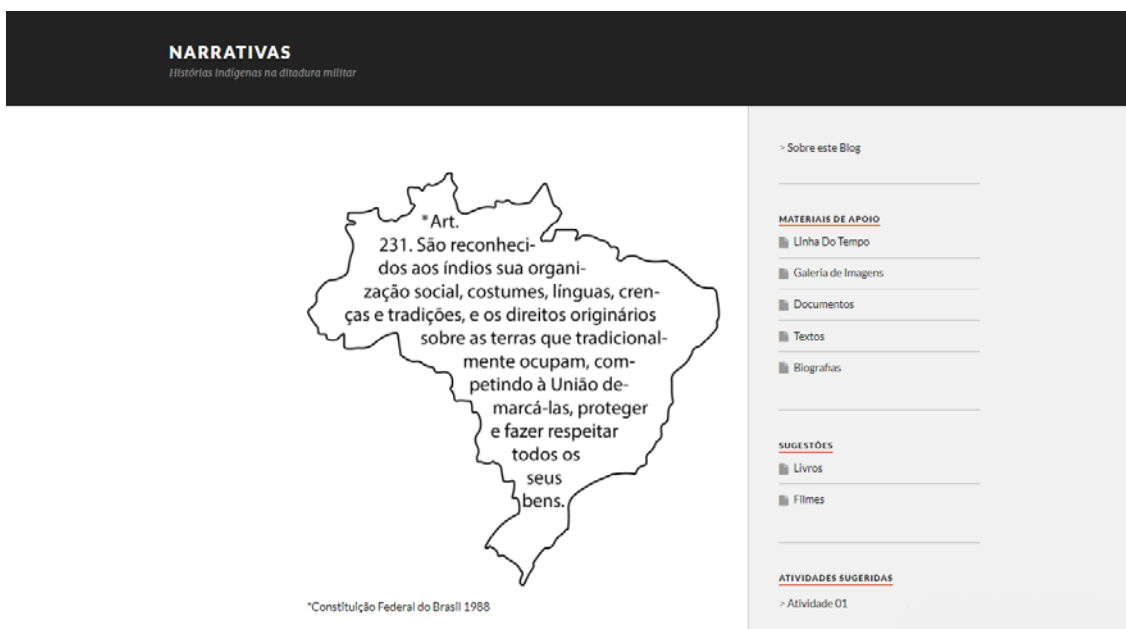 NARRATIVAS
Histórias indígenas na ditadura militar
*Art.
231. São reconheci-
dos aos índios sua organi-
zação social, costumes, línguas, cren-
ças e tradições, e os direitos originários
sobre as terras que tradicional-
mente ocupam, com-
petindo à União de-
marcá-las, proteger
e fazer respeitar
todos os
seus
bens.
*Constituição Federal do Brasil 1988
> Sobre este Blog
MATERIAIS DE APOIO
Linha Do Tempo
Galeria de Imagens
Documentos
Textos
Biografias
SUGESTÕES
Livros
Filmes
ATIVIDADES SUGERIDAS
> Atividade 01